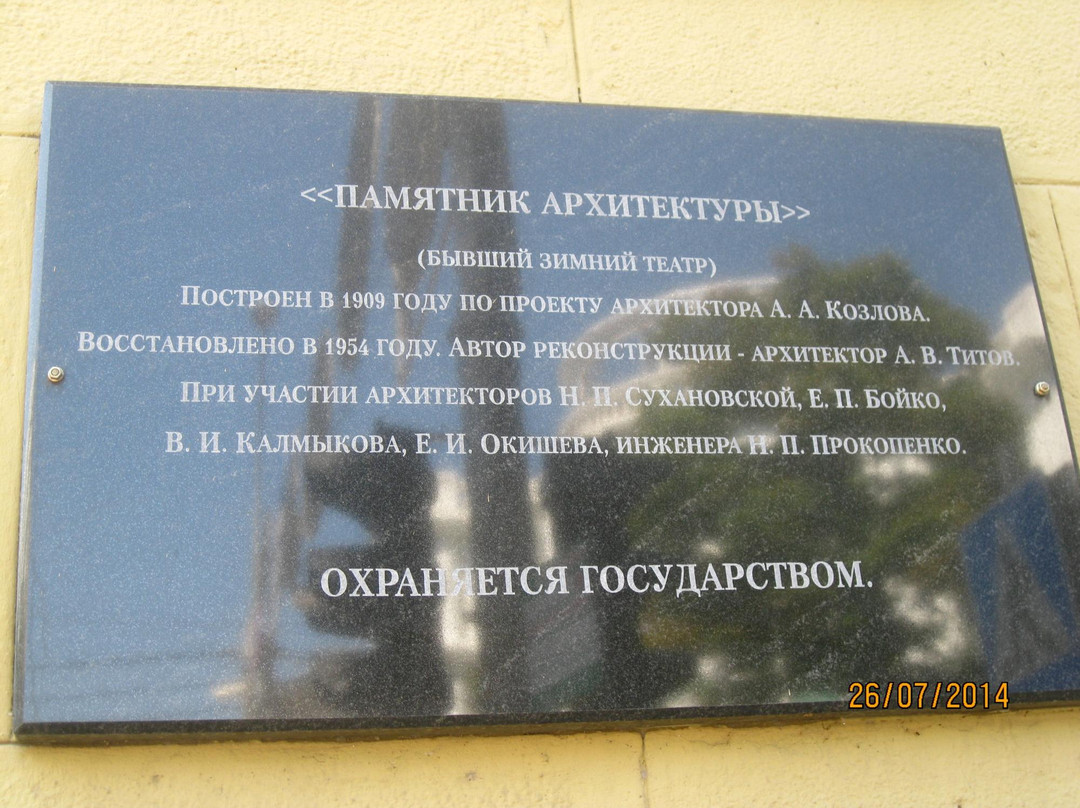 <<ПАМЯТНИК АРХИТЕКТУРЫ>>
(БЫВШИЙ ЗИМНИЙ ТЕАТР)
ПОСТРОЕН В 1909 ГОДУ ПО ПРОЕКТУ АРХИТЕКТОРА А. А. КОЗЛОВА.
ВОССТАНОВЛЕНО В 1954 ГОДУ. АВТОР РЕКОНСТРУКЦИИ - АРХИТЕКТОР А. В. ТИТОВ.
ПРИ УЧАСТИИ АРХИТЕКТОРОВ Н. П. СУХАНОВСКОЙ, Е. П. БОЙКО,
В. И. КАЛМЫКОВА, Е. И. ОКИШЕВА, ИНЖЕНЕРА Н. П. ПРОКОПЕНКО.
ОХРАНЯЕТСЯ ГОСУДАРСТВОМ.
26/07/2014